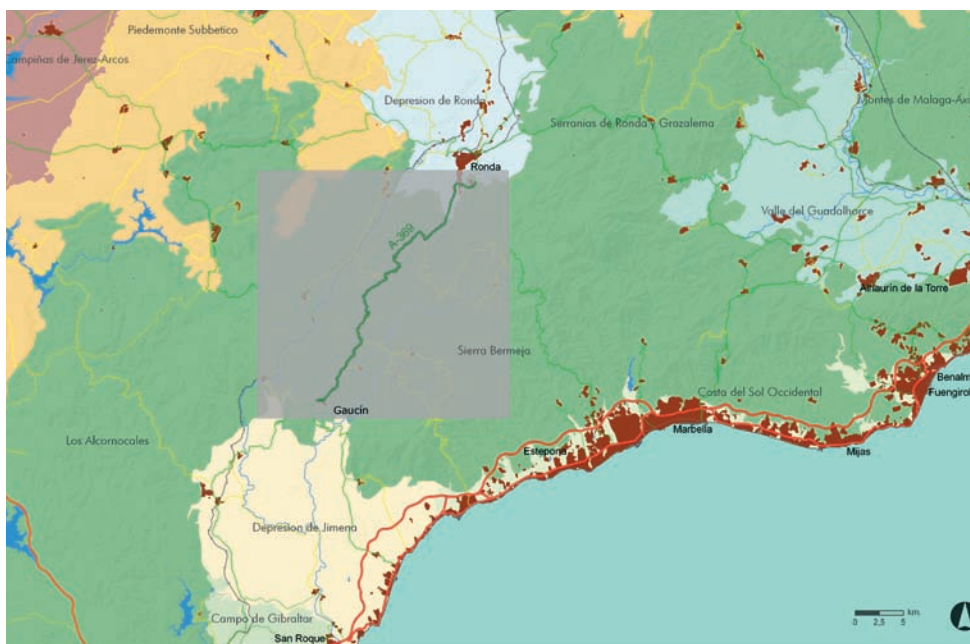 Piedemonte Subbetico
Campiñas de Jerez-Arcos
Depresion de Ronda
Montes de Malaga-Ax
Serranias de Ronda y Grazalema
Ronda
Valle del Guadalhorce
A-369
Alhaurín de la Torre
Sierra Bermeja
Benalm
Costa del Sol Occidental
Fuengirol
Gaucín
Marbella
Los Alcornocales
Estepona
Mijas
Depresion de Jimena
Campo de Gibraltar
San Roque
km.
0 2,5 5